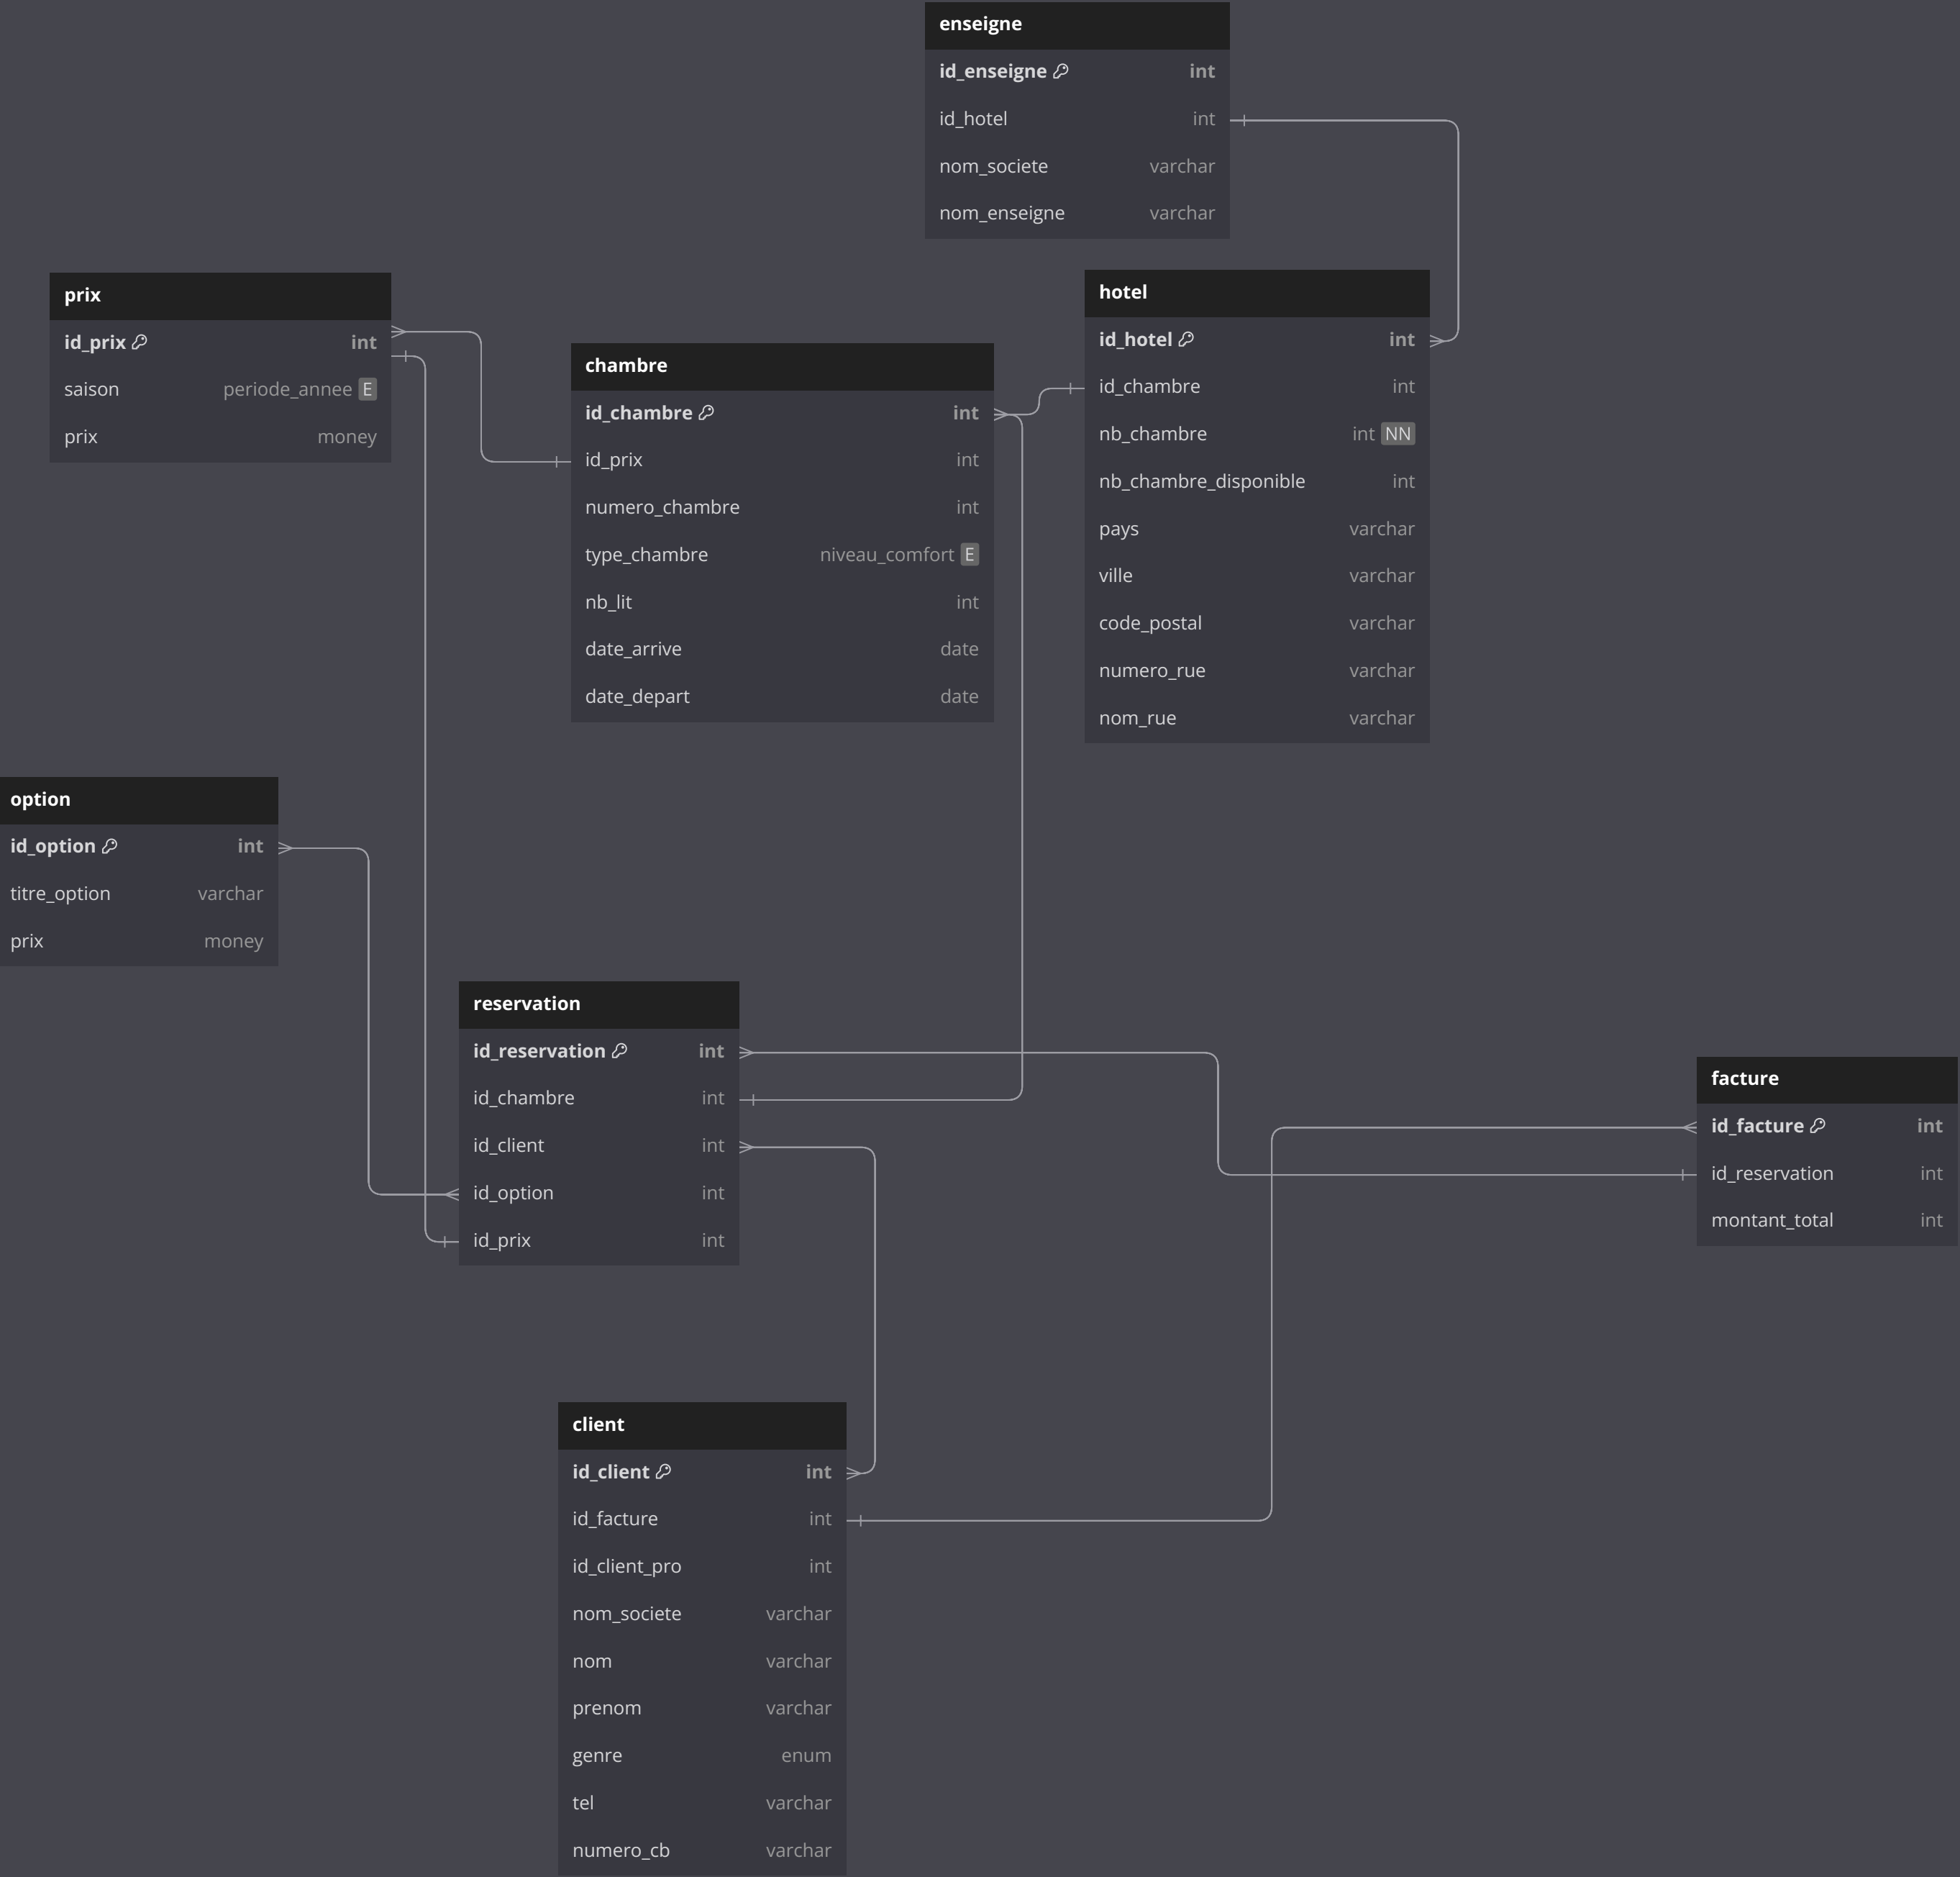 enseigne
id_enseigne int
id_hotel int
nom_societe varchar
nom_enseigne varchar
prix
id_prix int
saison periode_annee E
prix money
chambre
id_chambre int
id_prix int
numero_chambre int
type_chambre niveau_comfort E
nb_lit int
date_arrive date
date_depart date
hotel
id_hotel int
id_chambre int
nb_chambre int NN
nb_chambre_disponible int
pays varchar
ville varchar
code_postal varchar
numero_rue varchar
nom_rue varchar
option
id_option int
titre_option varchar
prix money
reservation
id_reservation int
id_chambre int
id_client int
id_option int
id_prix int
facture
id_facture int
id_reservation int
montant_total int
client
id_client int
id_facture int
id_client_pro int
nom_societe varchar
nom varchar
prenom varchar
genre enum
tel varchar
numero_cb varchar